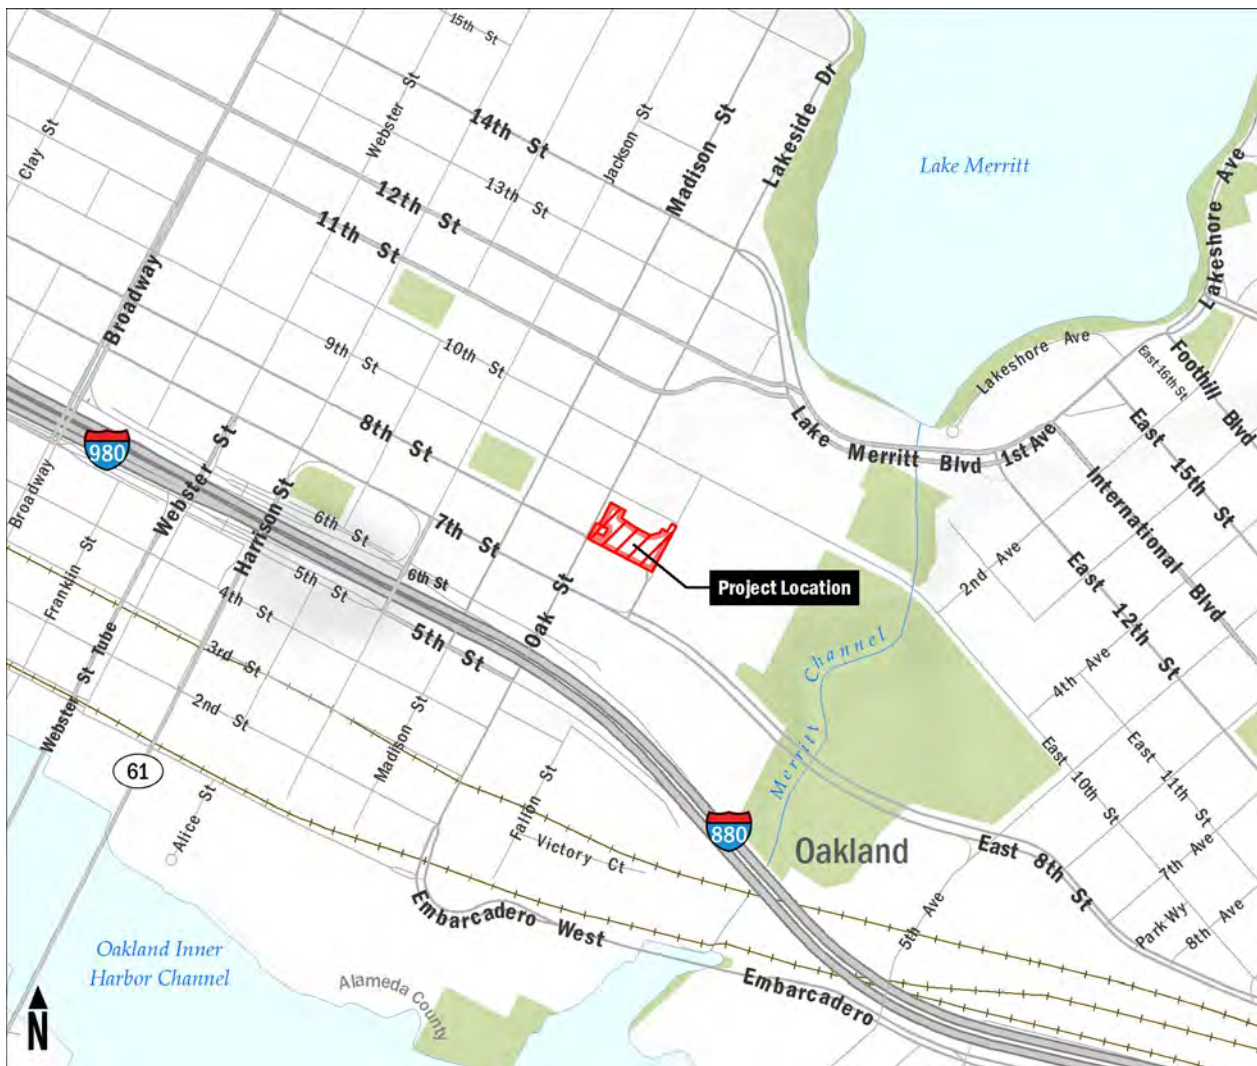 15th St
Clay St
Webster St
14th St
Jackson St
Madison St
Lakeside Dr
Lake Merritt
Lakeshore Ave
13th St
12th St
11th St
Broadway
9th St
10th St
Lakeshore Ave
East 16th St
Foothill Blvd
8th St
Lake Merritt Blvd
1st Ave
East 15th St
980
Webster St
Harrison St
6th St
7th St
International Blvd
Broadway
5th St
6th St
Oak St
Project Location
2nd Ave
East 12th St
Frankin St
4th St
5th St
3rd St
2nd St
Madison St
Merritt Channel
4th Ave
East 10th St
East 11th St
Webster St Tube
61
Alice St
Fallon St
Victory Ct
880
Oakland
East 8th St
7th Ave
Park Wy
8th Ave
5th Ave
Embarcadero West
Oakland Inner
Harbor Channel
Alameda County
Embarcadero
N